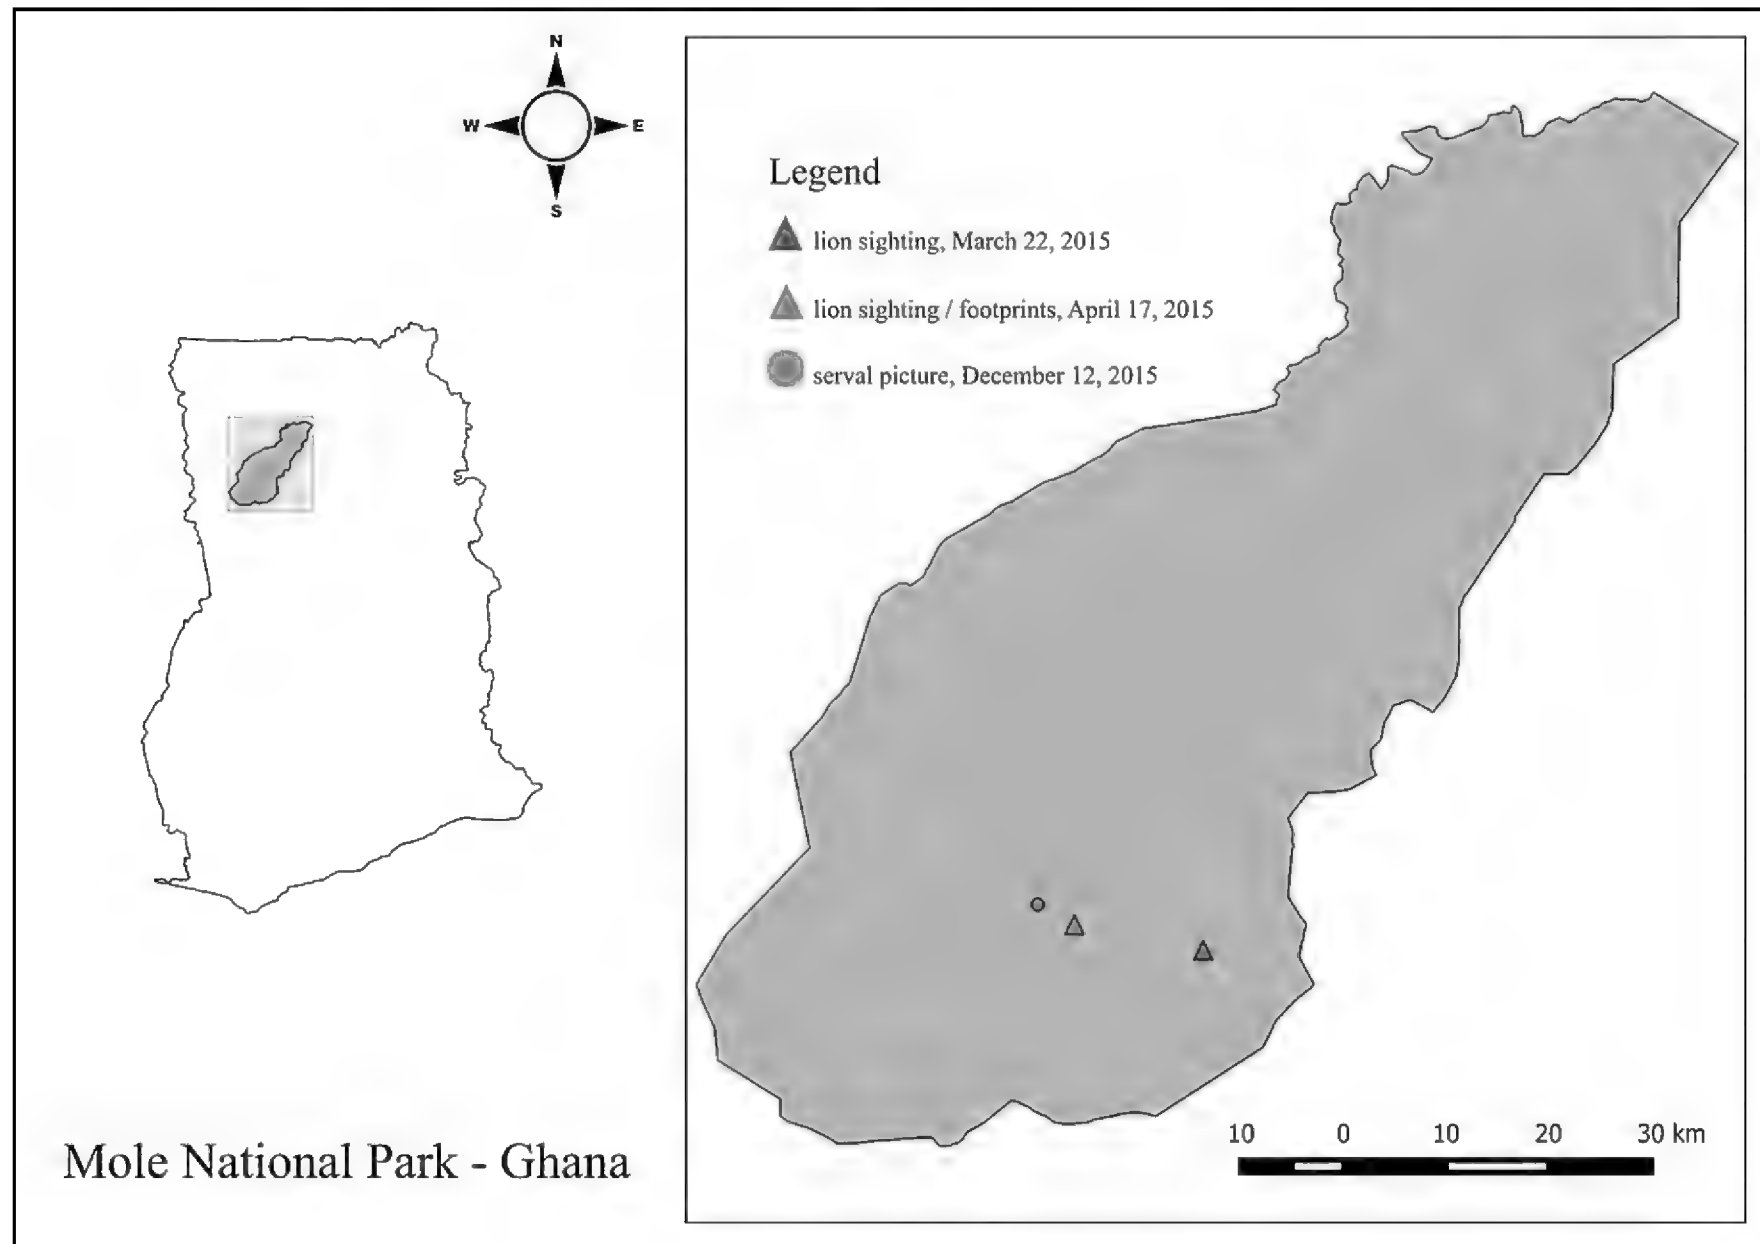 N
W E
S
Legend
lion sighting, March 22, 2015
lion sighting / footprints, April 17, 2015
serval picture, December 12, 2015
Mole National Park - Ghana
10 0 10 20 30 km